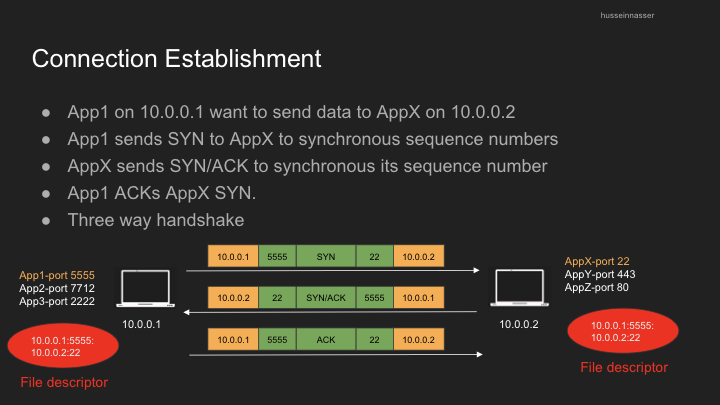 husseinnasser
Connection Establishment
● App1 on 10.0.0.1 want to send data to AppX on 10.0.0.2
● App1 sends SYN to AppX to synchronous sequence numbers
● AppX sends SYN/ACK to synchronous its sequence number
● App1 ACKs AppX SYN.
● Three way handshake
10.0.0.1 5555 SYN 22 10.0.0.2
App1-port 5555
App2-port 7712
App3-port 2222
10.0.0.1
10.0.0.2 22 SYN/ACK 5555 10.0.0.1
AppX-port 22
AppY-port 443
AppZ-port 80
10.0.0.2
10.0.0.1 5555 ACK 22 10.0.0.2
10.0.0.1:5555:
10.0.0.2:22
File descriptor
10.0.0.1:5555:
10.0.0.2:22
File descriptor